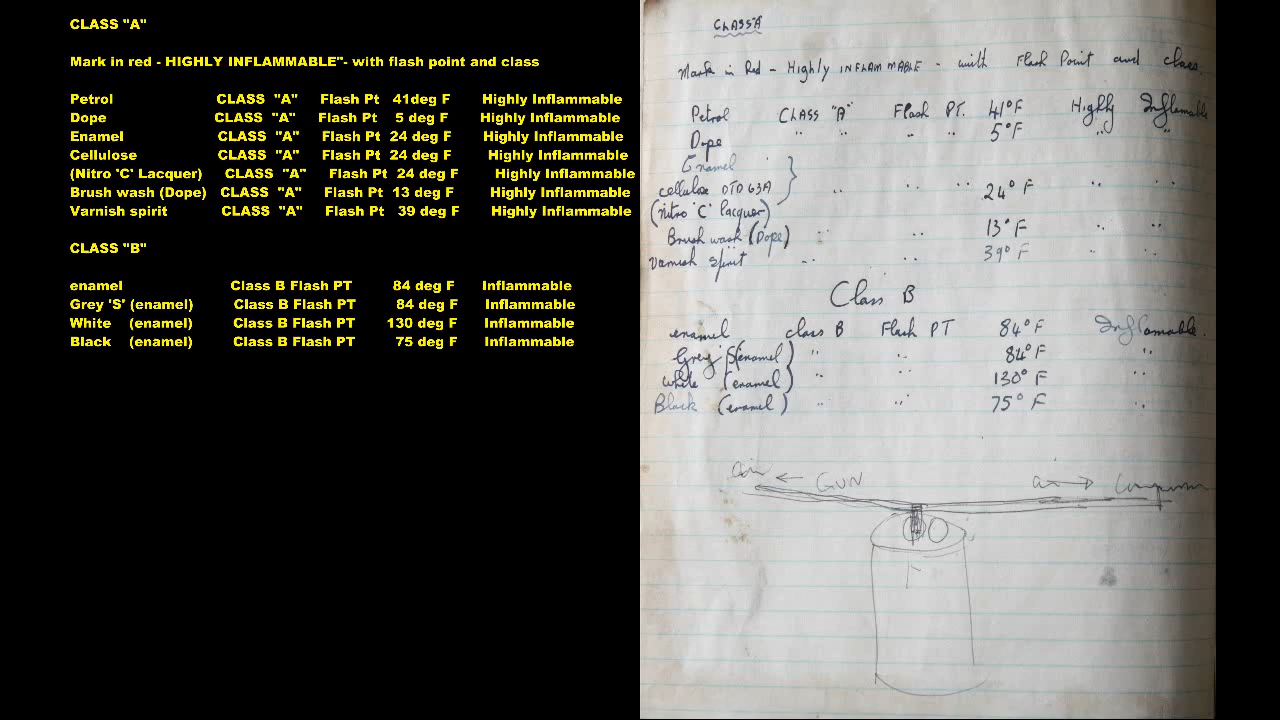 CLASS "A"
Mark in red - HIGHLY INFLAMMABLE"- with flash point and class
Petrol CLASS "A" Flash Pt 41deg F Highly Inflammable
Dope CLASS "A" Flash Pt 5 deg F Highly Inflammable
Enamel CLASS "A" Flash Pt 24 deg F Highly Inflammable
Cellulose CLASS "A" Flash Pt 24 deg F Highly Inflammable
(Nitro 'C' Lacquer) CLASS "A" Flash Pt 24 deg F Highly Inflammable
Brush wash (Dope) CLASS "A" Flash Pt 13 deg F Highly Inflammable
Varnish spirit CLASS "A" Flash Pt 39 deg F Highly Inflammable
CLASS "B"
enamel Class B Flash PT 84 deg F Inflammable
Grey 'S' (enamel) Class B Flash PT 84 deg F Inflammable
White (enamel) Class B Flash PT 130 deg F Inflammable
Black (enamel) Class B Flash PT 75 deg F Inflammable
CLASS A
Mark in Red - Highly INFLAMMABLE - with Flash Point and class
Petrol CLASS "A" Flash PT. 41°F Highly Inflamable
Dope " " " " 5°F " "
Enamel
cellulose DTD 63A } " " " 24° F " "
(nitro 'C' lacquer)
Brush wash (Dope) " " 13° F " "
Varnish spirit " " 39° F " "
Class B
enamel class B Flash PT 84° F Inflamable.
Grey S(enamel) " " 84° F "
White (enamel) " " 130° F "
Black (enamel) " " 75° F "
air ← GUN air →